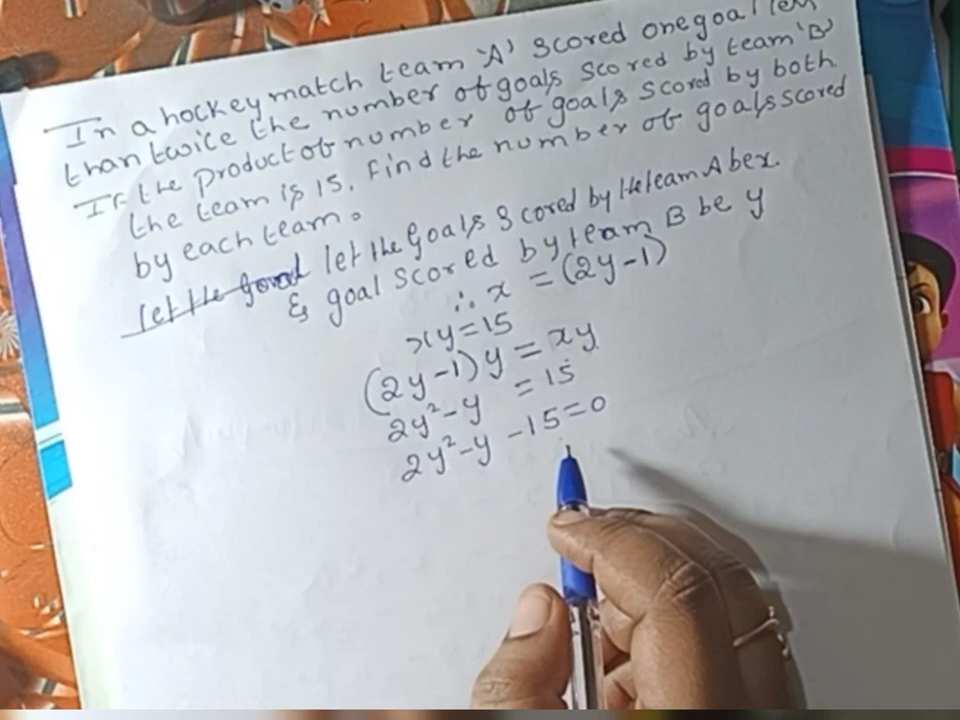 In a hockey match team 'A' scored one goal less
than twice the number of goals scored by team 'B'
If the product of number of goals scored by both
the team is 15. Find the number of goals scored
by each team.
let the Goals Scored by the team A be x.
& goal scored by team B be y
∴ x = (2y-1)
xy=15
(2y-1)y = xy
2y²-y = 15
2y²-y -15=0